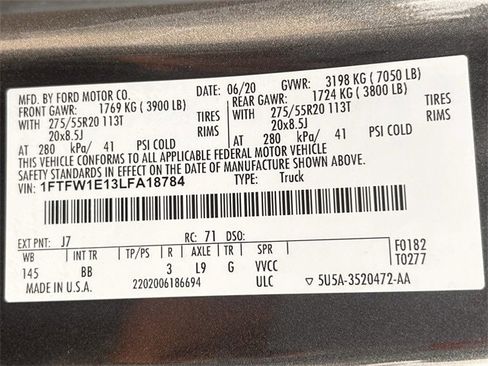 MFD. BY FORD MOTOR CO. DATE: 06/20 GVWR: 3198 KG ( 7050 LB)
FRONT GAWR: 1769 KG ( 3900 LB) REAR GAWR: 1724 KG ( 3800 LB)
WITH 275/55R20 113T TIRES WITH 275/55R20 113T TIRES
20x8.5J RIMS 20x8.5J RIMS
AT 280 kPa/ 41 PSI COLD AT 280 kPa/ 41 PSI COLD
THIS VEHICLE CONFORMS TO ALL APPLICABLE FEDERAL MOTOR VEHICLE
SAFETY STANDARDS IN EFFECT ON THE DATE OF MANUFACTURE SHOWN ABOVE.
VIN: 1FTFW1E13LFA18784 TYPE: Truck
EXT PNT: J7 RC: 71 DSO: F0182
WB INT TR TP/PS R AXLE TR SPR T0277
145 BB 3 L9 G VVCC
MADE IN U.S.A. 2202006186694 ULC ▽ 5U5A-3520472-AA